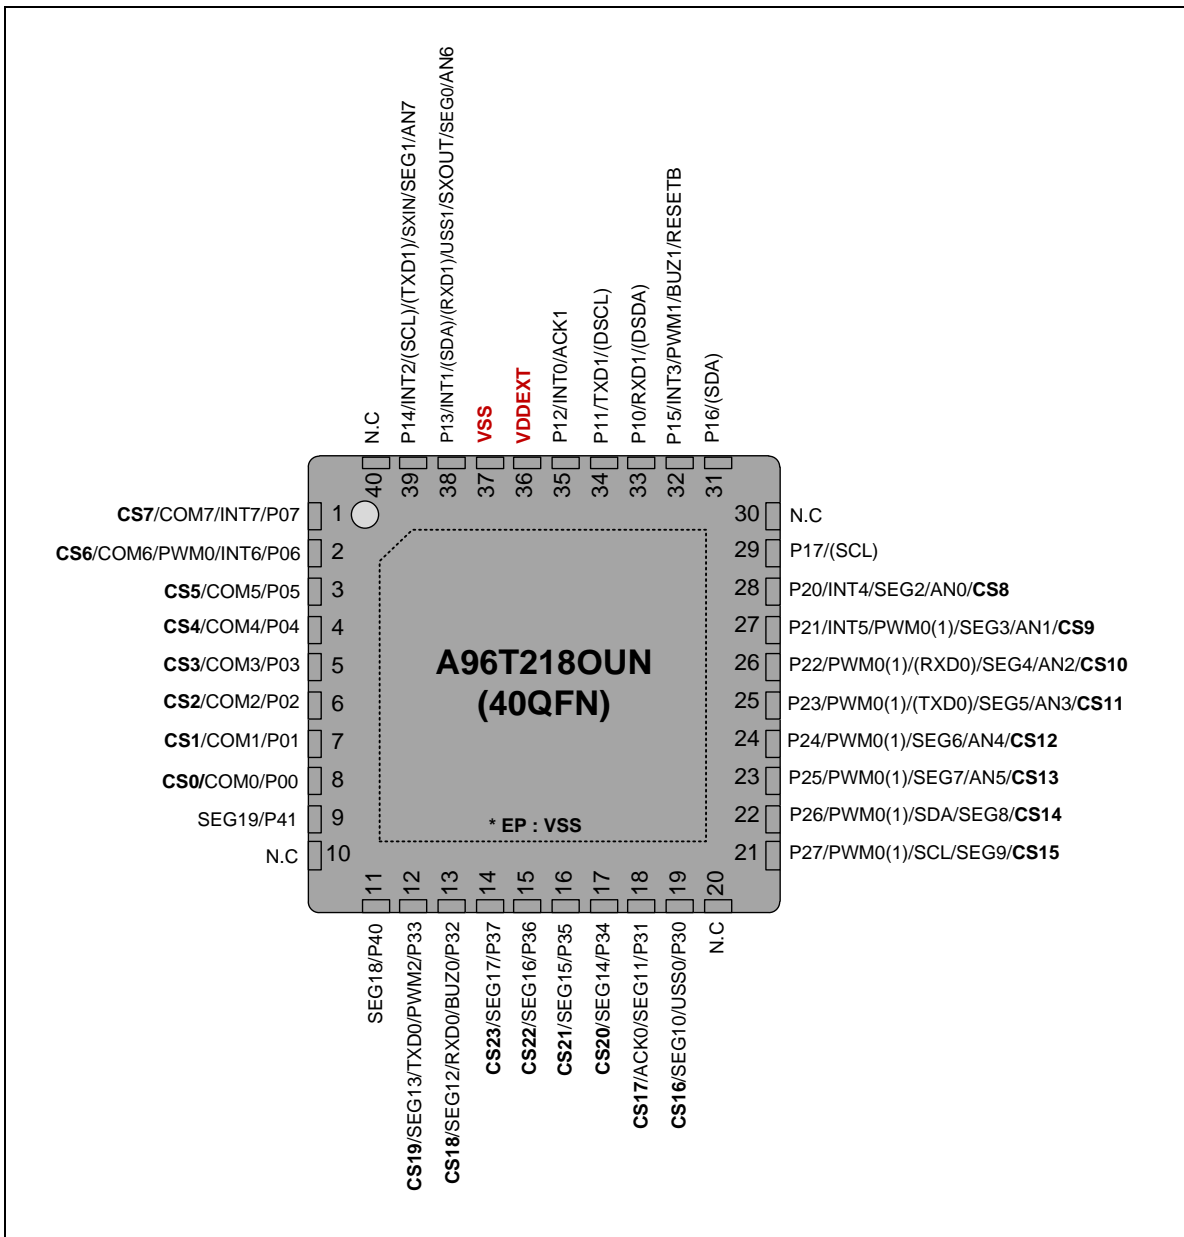 N.C
P14/INT2/(SCL)/(TXD1)/SXIN/SEG1/AN7
P13/INT1/(SDA)/(RXD1)/USS1/SXOUT/SEG0/AN6
VSS
VDDEXT
P12/INT0/ACK1
P11/TXD1/(DSCL)
P10/RXD1/(DSDA)
P15/INT3/PWM1/BUZ1/RESETB
P16/(SDA)
40
39
38
37
36
35
34
33
32
31
CS7/COM7/INT7/P07 1
CS6/COM6/PWM0/INT6/P06 2
CS5/COM5/P05 3
CS4/COM4/P04 4
CS3/COM3/P03 5
CS2/COM2/P02 6
CS1/COM1/P01 7
CS0/COM0/P00 8
SEG19/P41 9
N.C 10
A96T218OUN
(40QFN)
* EP : VSS
30 N.C
29 P17/(SCL)
28 P20/INT4/SEG2/AN0/CS8
27 P21/INT5/PWM0(1)/SEG3/AN1/CS9
26 P22/PWM0(1)/(RXD0)/SEG4/AN2/CS10
25 P23/PWM0(1)/(TXD0)/SEG5/AN3/CS11
24 P24/PWM0(1)/SEG6/AN4/CS12
23 P25/PWM0(1)/SEG7/AN5/CS13
22 P26/PWM0(1)/SDA/SEG8/CS14
21 P27/PWM0(1)/SCL/SEG9/CS15
11
12
13
14
15
16
17
18
19
20
SEG18/P40
CS19/SEG13/TXD0/PWM2/P33
CS18/SEG12/RXD0/BUZ0/P32
CS23/SEG17/P37
CS22/SEG16/P36
CS21/SEG15/P35
CS20/SEG14/P34
CS17/ACK0/SEG11/P31
CS16/SEG10/USS0/P30
N.C